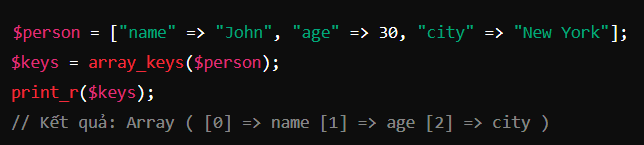 $person = ["name" => "John", "age" => 30, "city" => "New York"];
$keys = array_keys($person);
print_r($keys);
// Kết quả: Array ( [0] => name [1] => age [2] => city )